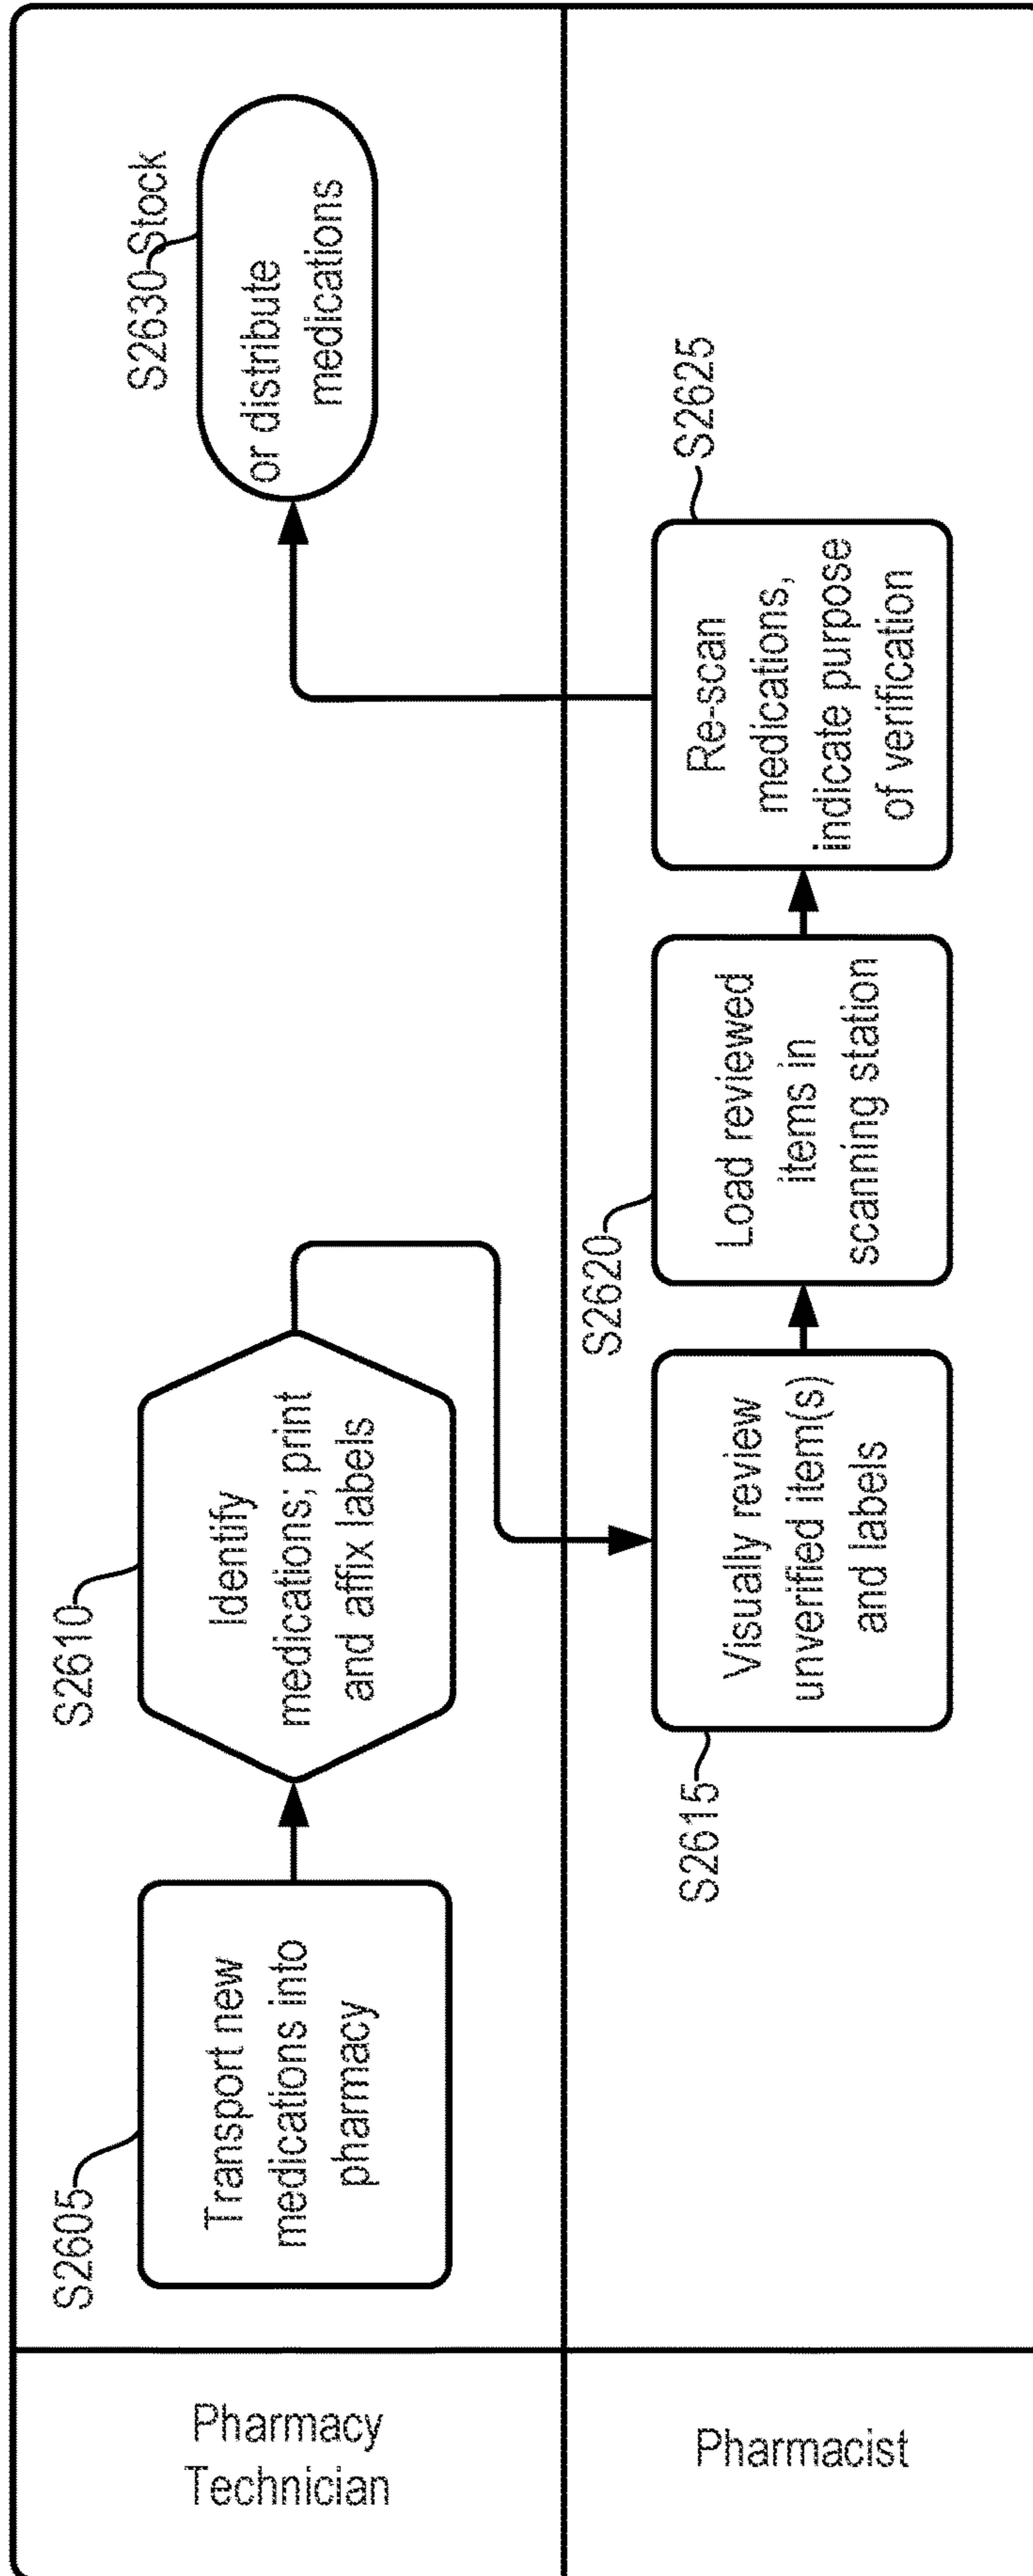 Pharmacy
Technician
S2605
Transport new
medications into
pharmacy
S2610
Identify
medications; print
and affix labels
S2630 Stock
or distribute
medications
Pharmacist
S2615
Visually review
unverified item(s)
and labels
S2620
Load reviewed
items in
scanning station
S2625
Re-scan
medications,
indicate purpose
of verification